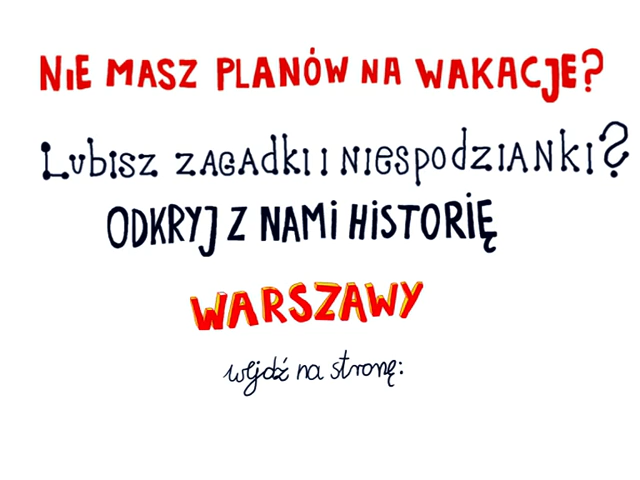 NIE MASZ PLANÓW NA WAKACJE?
LubiSZ ZAGAdki I NIESPODZIANKI?
ODKRYJ Z NAMI HiSTORIĘ
WARSZAWY
wejdź na stronę: